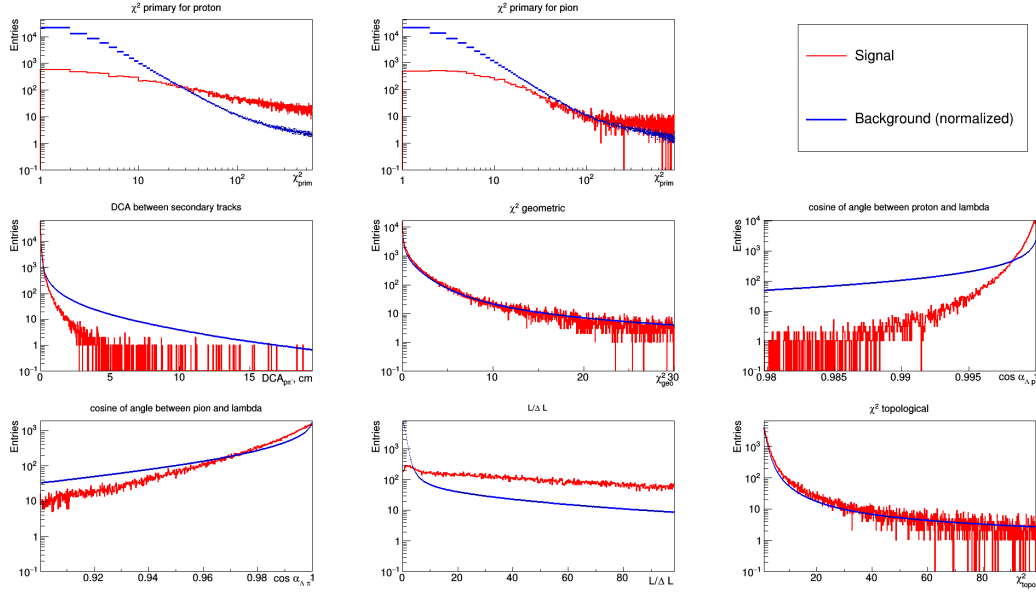 χ² primary for proton
Entries
10⁴
10³
10²
10
1
10⁻¹
1 10 10² χ²prim
χ² primary for pion
Entries
10⁴
10³
10²
10
1
10⁻¹
1 10 10² χ²prim
Signal
Background (normalized)
DCA between secondary tracks
Entries
10⁴
10³
10²
10
1
10⁻¹
0 5 10 15 DCApπ⁻, cm
χ² geometric
Entries
10⁴
10³
10²
10
1
10⁻¹
0 10 20 χ²geo 30
cosine of angle between proton and lambda
Entries
10⁴
10³
10²
10
1
10⁻¹
0.98 0.985 0.99 0.995 cos αΛ p 1
cosine of angle between pion and lambda
Entries
10³
10²
10
1
10⁻¹
0.92 0.94 0.96 0.98 cos αΛ π 1
L/Δ L
Entries
10³
10²
10
1
10⁻¹
0 20 40 60 80 L/Δ L
χ² topological
Entries
10³
10²
10
1
10⁻¹
20 40 60 80 χ²topo